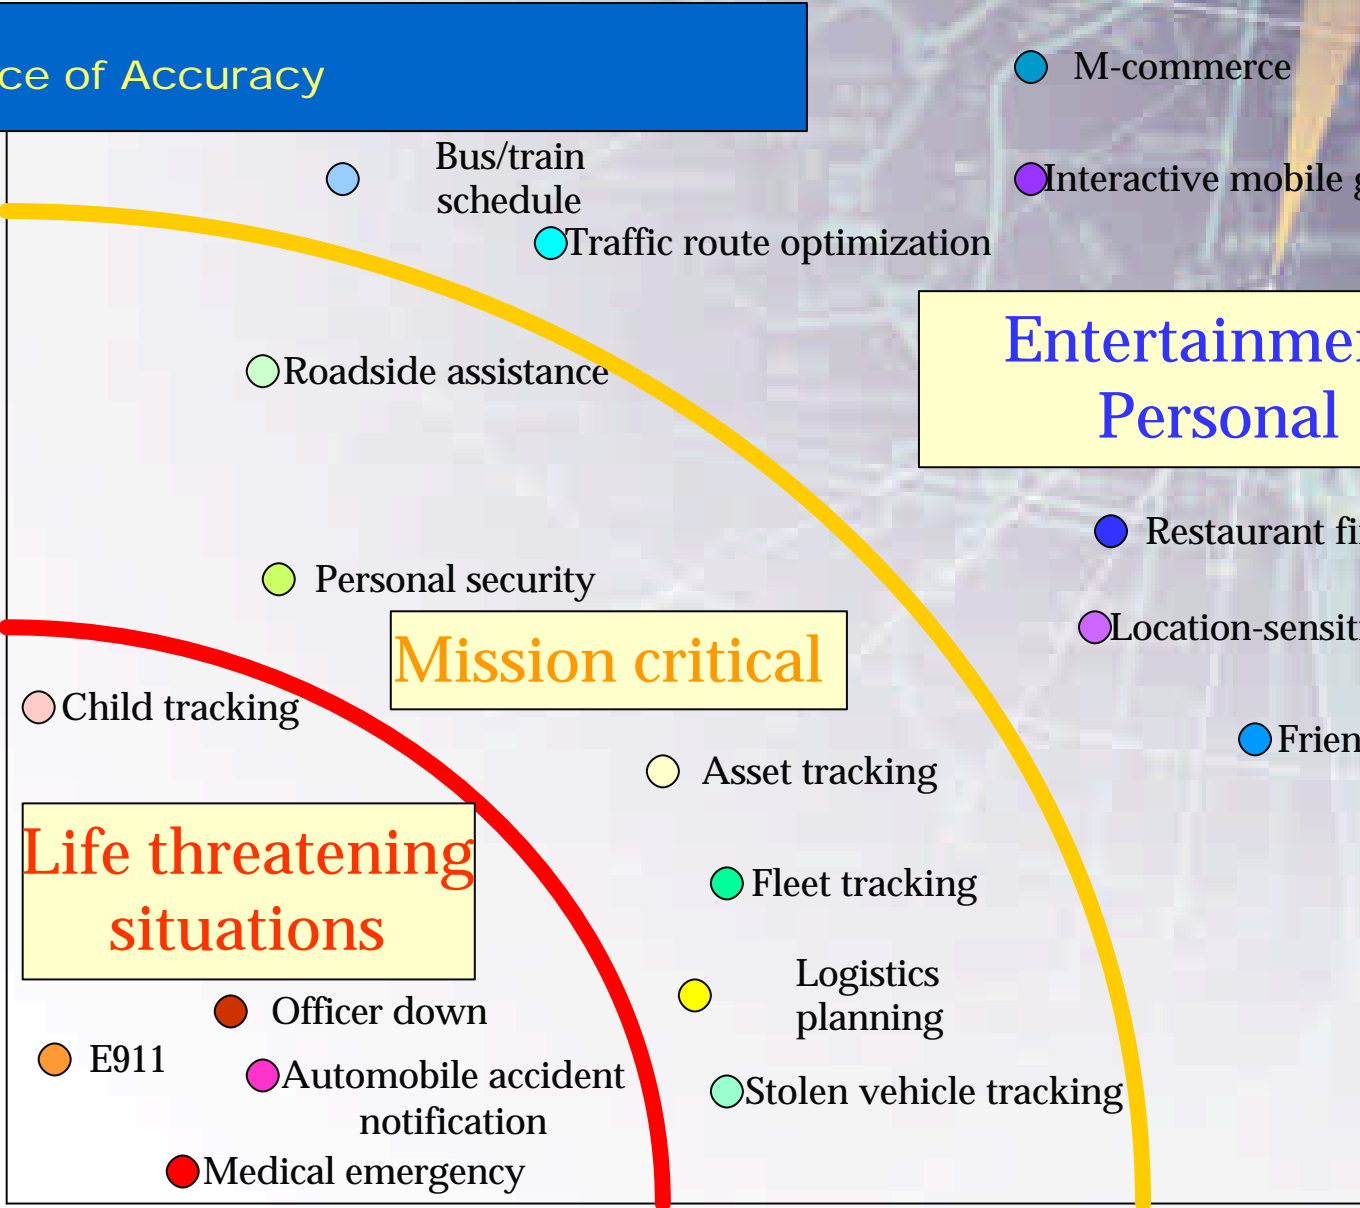 ce of Accuracy
M-commerce
Bus/train
schedule
Interactive mobile g
Traffic route optimization
Entertainme
Personal
Roadside assistance
Restaurant fi
Personal security
Location-sensiti
Mission critical
Child tracking
Frien
Asset tracking
Life threatening
situations
Fleet tracking
Logistics
planning
Officer down
E911
Automobile accident
notification
Stolen vehicle tracking
Medical emergency